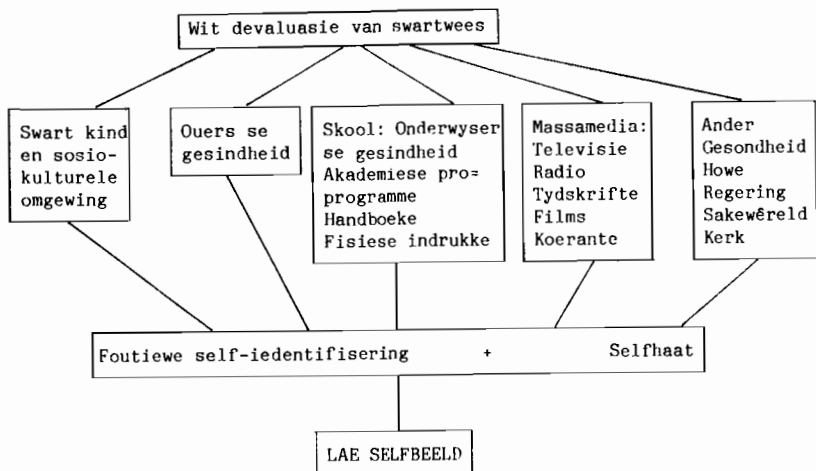 Wit devaluasie van swartwees
Swart kind
en sosio-
kulturele
omgewing
Ouers se
gesindheid
Skool: Onderwyser
se gesindheid
Akademiese pro=
programme
Handboeke
Fisiese indrukke
Massamedia:
Televisie
Radio
Tydskrifte
Films
Koerante
Ander
Gesondheid
Howe
Regering
Sakewêreld
Kerk
Foutiewe self-iedentifisering + Selfhaat
LAE SELFBEELD